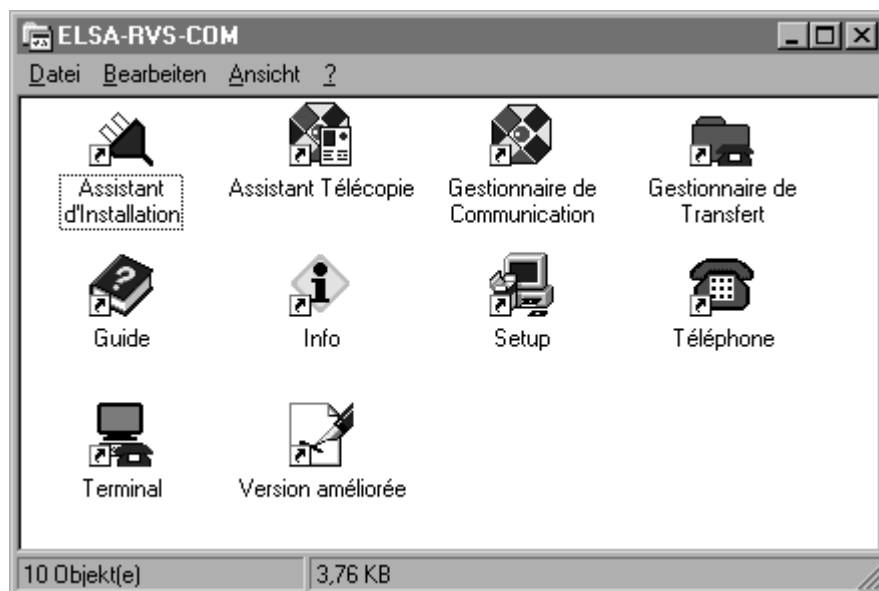 ELSA-RVS-COM
Datei Bearbeiten Ansicht ?
Assistant d'Installation
Assistant Télécopie
Gestionnaire de Communication
Gestionnaire de Transfert
Guide
Info
Setup
Téléphone
Terminal
Version améliorée
10 Objekt(e)
3,76 KB